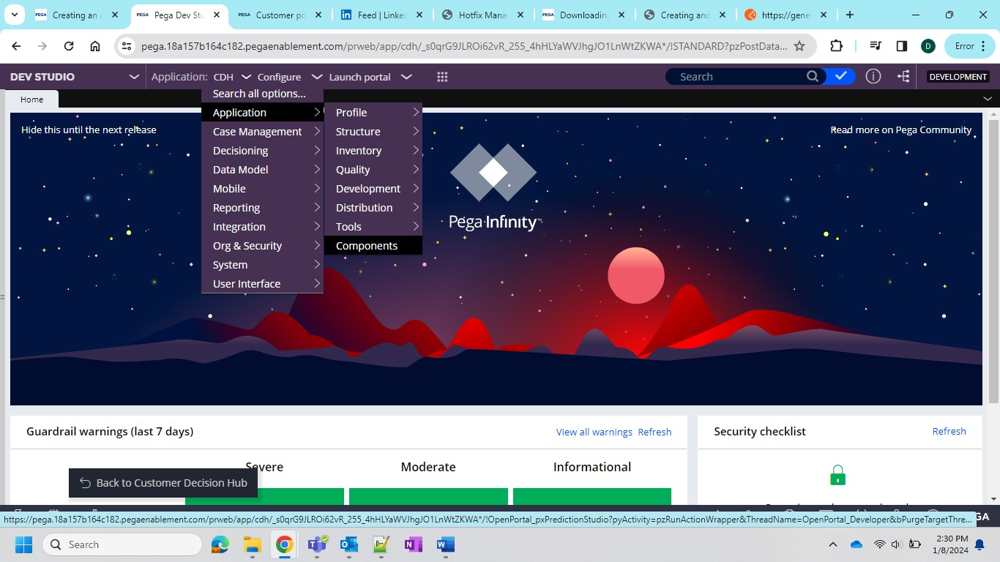 Creating an a
Pega Dev Stu
Customer po
Feed | Linked
Hotfix Mana
Downloading
Creating and
https://gene
pega.18a157b164c182.pegaenablement.com/prweb/app/cdh/_s0qrG9JLROi62vR_255_4hHLYaWVJhgJO1LnWtZKWA*/!STANDARD?pzPostData...
D
Error
DEV STUDIO
Application: CDH
Configure
Launch portal
Search
DEVELOPMENT
Home
Search all options...
Application
Case Management
Decisioning
Data Model
Mobile
Reporting
Integration
Org & Security
System
User Interface
Profile
Structure
Inventory
Quality
Development
Distribution
Tools
Components
Hide this until the next release
Read more on Pega Community
Pega Infinity™
Guardrail warnings (last 7 days)
View all warnings
Refresh
Security checklist
Refresh
Severe
Moderate
Informational
Back to Customer Decision Hub
GA
https://pega.18a157b164c182.pegaenablement.com/prweb/app/cdh/_s0qrG9JLROi62vR_255_4hHLYaWVJhgJO1LnWtZKWA*/!OpenPortal_pxPredictionStudio?pyActivity=pzRunActionWrapper&ThreadName=OpenPortal_Developer&bPurgeTargetThre...
Search
2:30 PM
1/8/2024